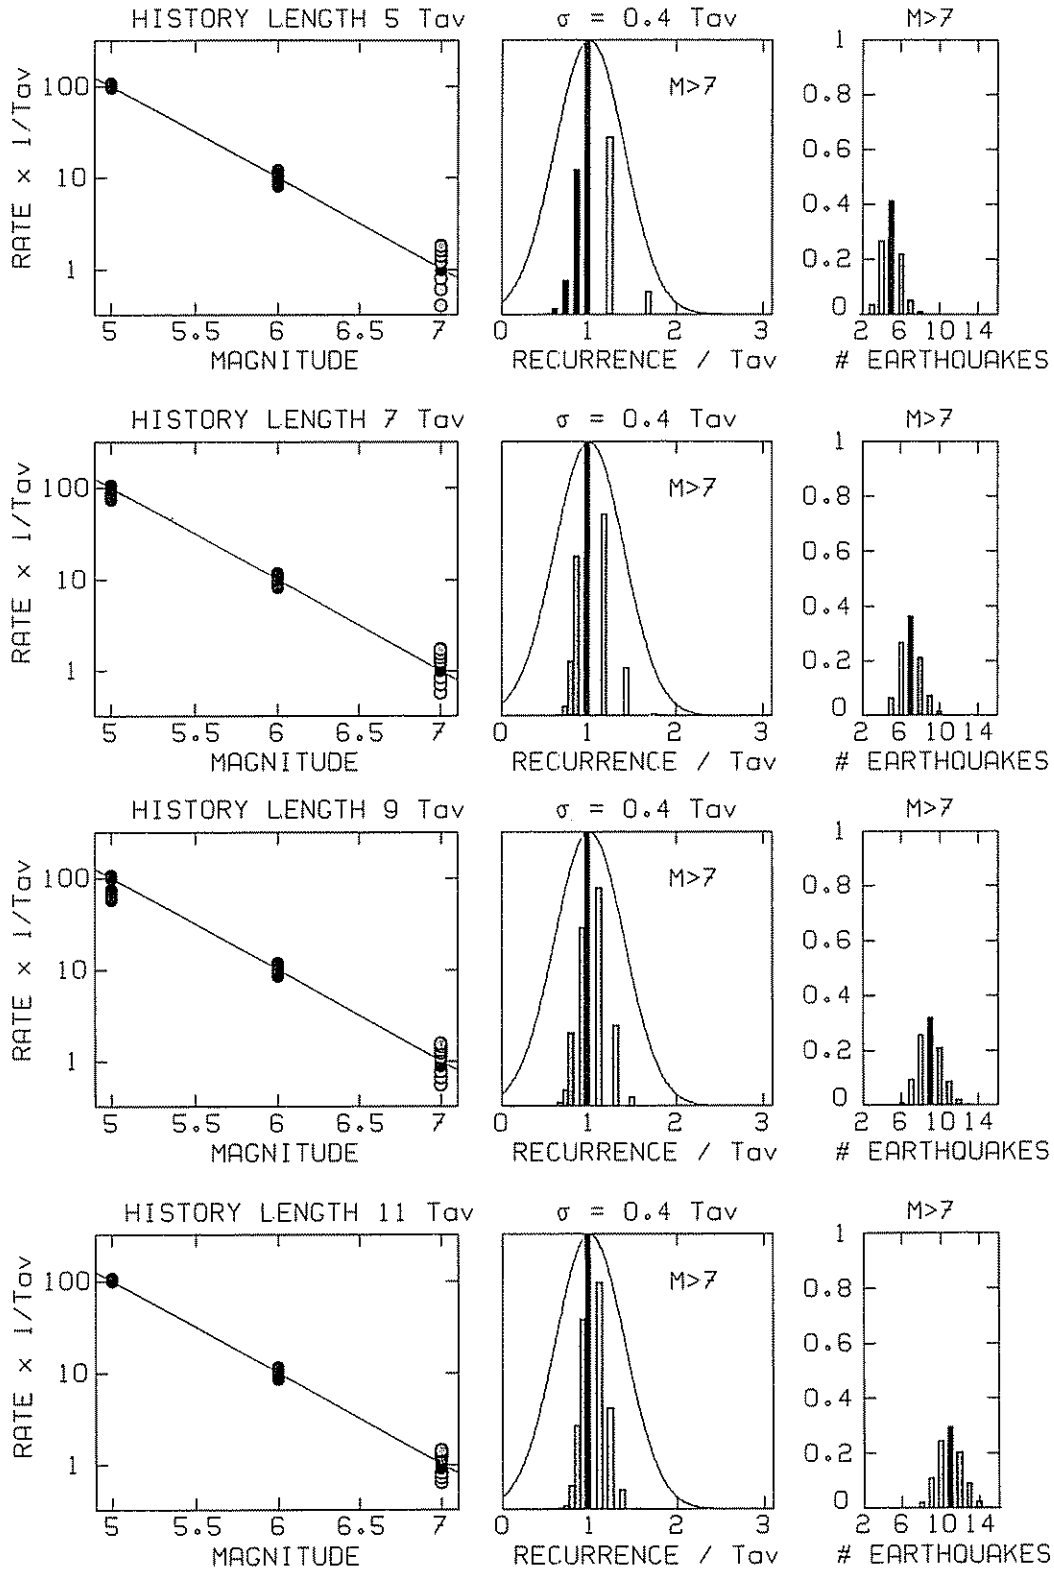 HISTORY LENGTH 5 Tav
σ = 0.4 Tav
M>7
RATE × 1/Tav
100
10
1
5
5.5
6
6.5
7
MAGNITUDE
M>7
0
1
2
3
RECURRENCE / Tav
1
0.8
0.6
0.4
0.2
0
2
6
10
14
# EARTHQUAKES
HISTORY LENGTH 7 Tav
σ = 0.4 Tav
M>7
RATE × 1/Tav
100
10
1
5
5.5
6
6.5
7
MAGNITUDE
M>7
0
1
2
3
RECURRENCE / Tav
1
0.8
0.6
0.4
0.2
0
2
6
10
14
# EARTHQUAKES
HISTORY LENGTH 9 Tav
σ = 0.4 Tav
M>7
RATE × 1/Tav
100
10
1
5
5.5
6
6.5
7
MAGNITUDE
M>7
0
1
2
3
RECURRENCE / Tav
1
0.8
0.6
0.4
0.2
0
2
6
10
14
# EARTHQUAKES
HISTORY LENGTH 11 Tav
σ = 0.4 Tav
M>7
RATE × 1/Tav
100
10
1
5
5.5
6
6.5
7
MAGNITUDE
M>7
0
1
2
3
RECURRENCE / Tav
1
0.8
0.6
0.4
0.2
0
2
6
10
14
# EARTHQUAKES